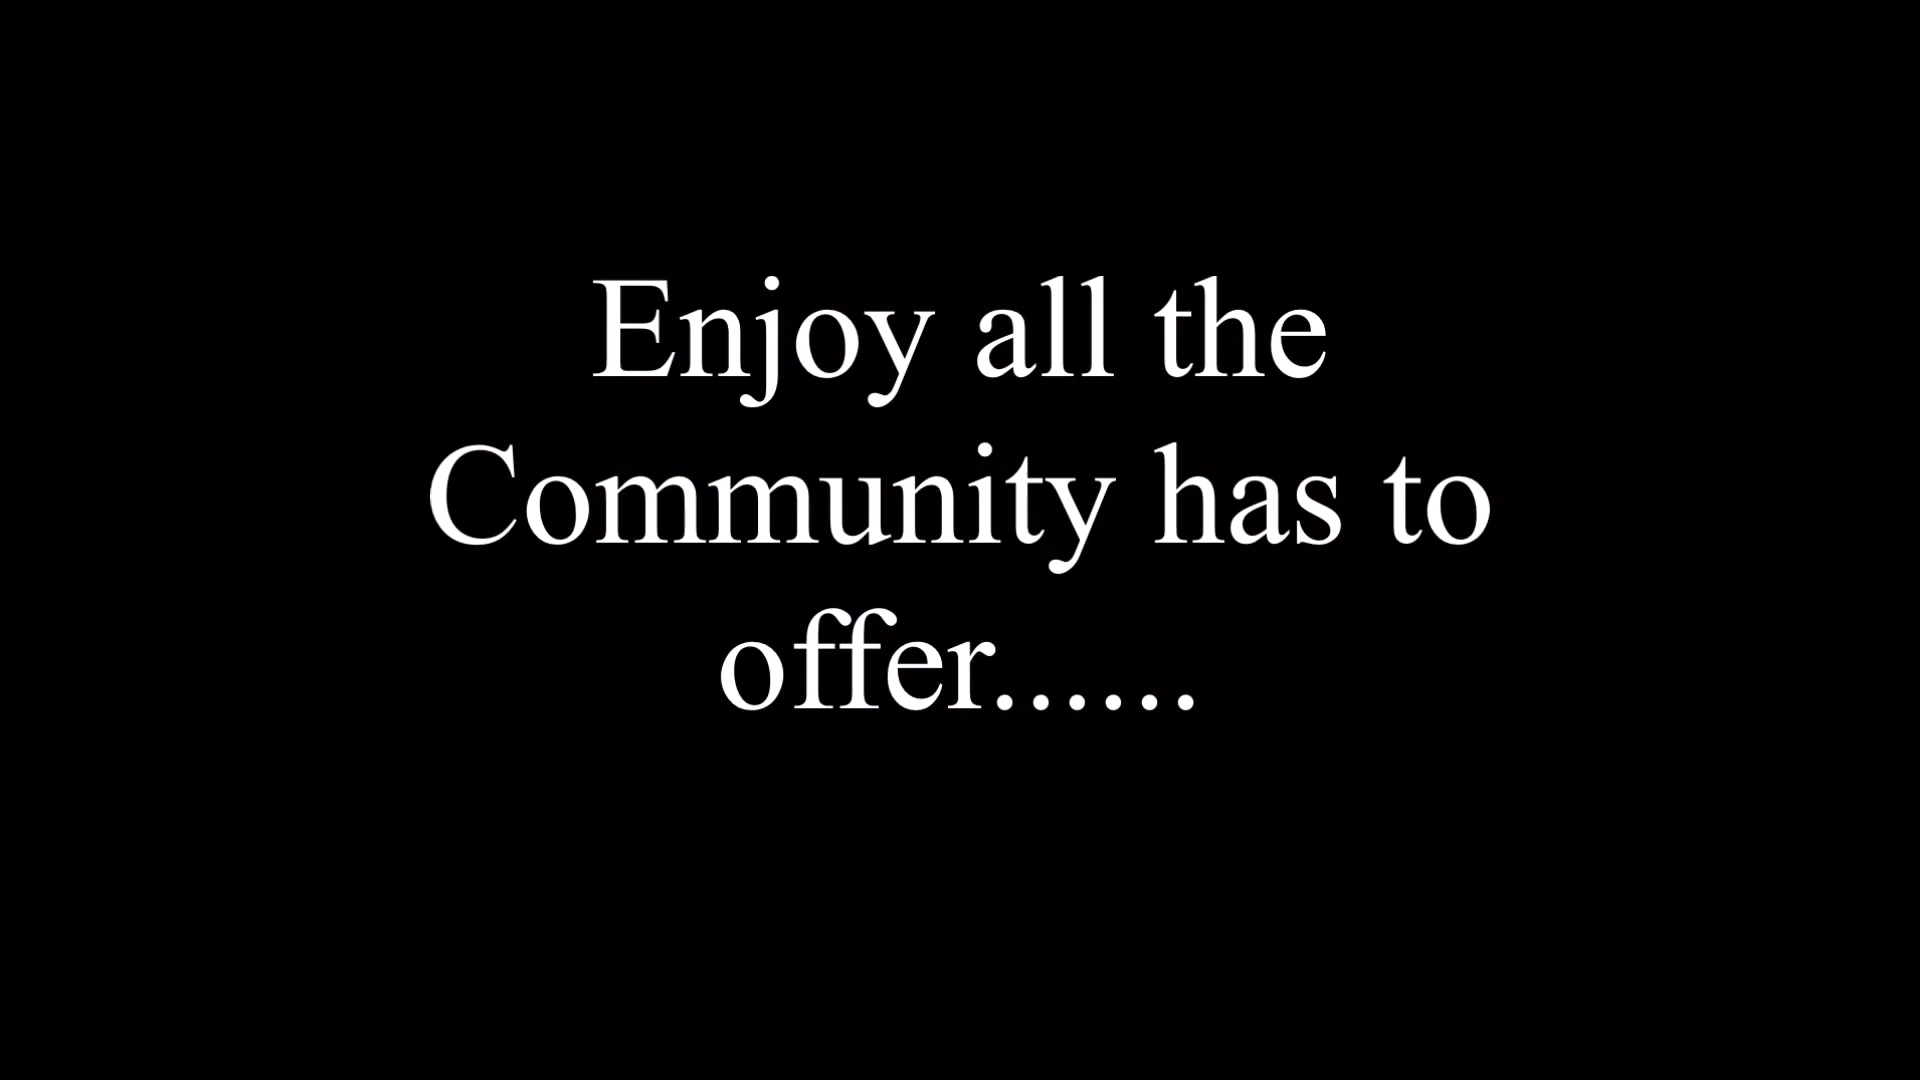 Enjoy all the
Community has to
offer......